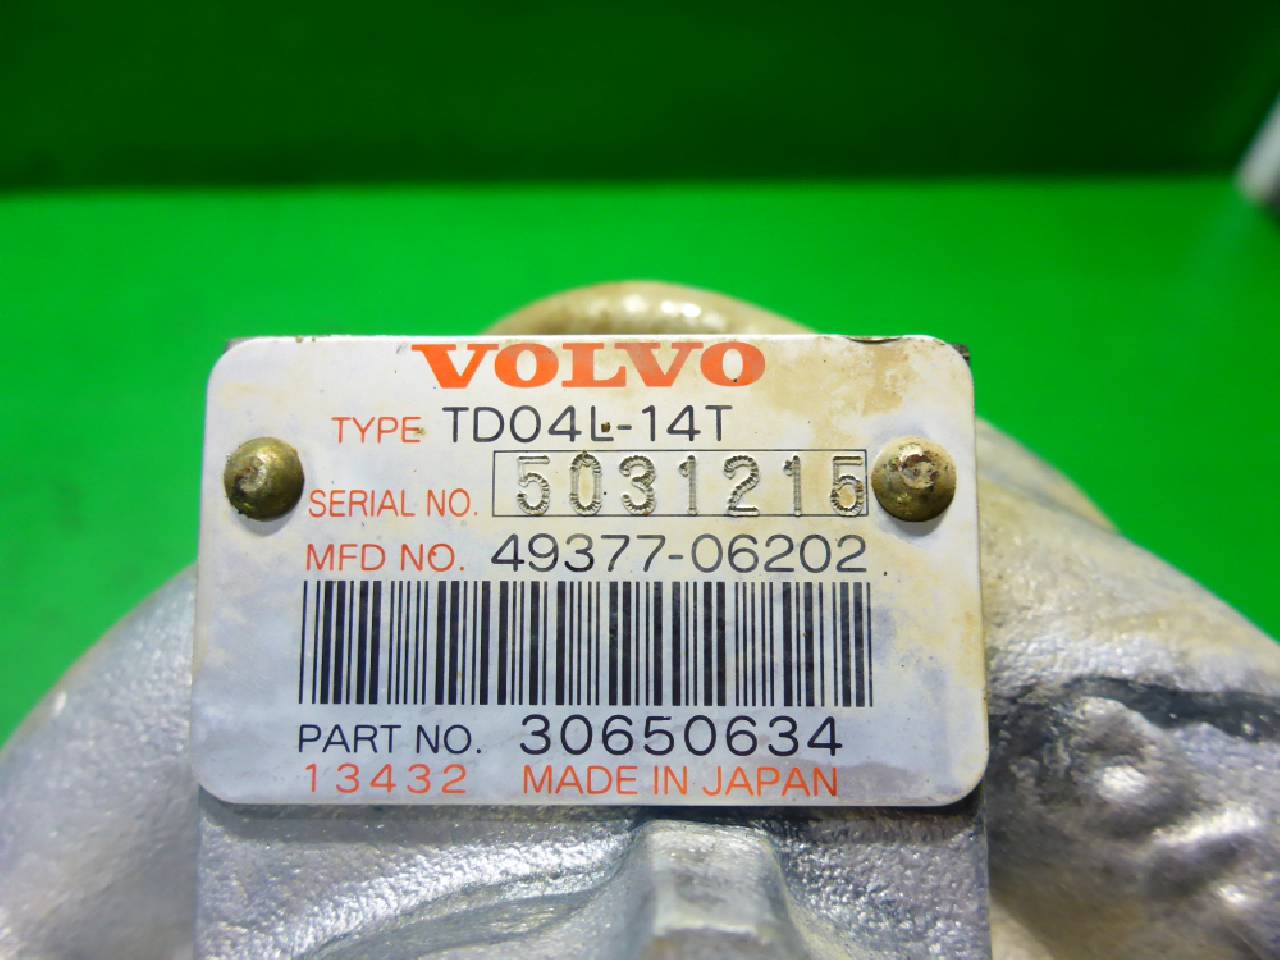 VOLVO
TYPE TD04L-14T
SERIAL NO. 5031215
MFD NO. 49377-06202
PART NO. 30650634
13432 MADE IN JAPAN